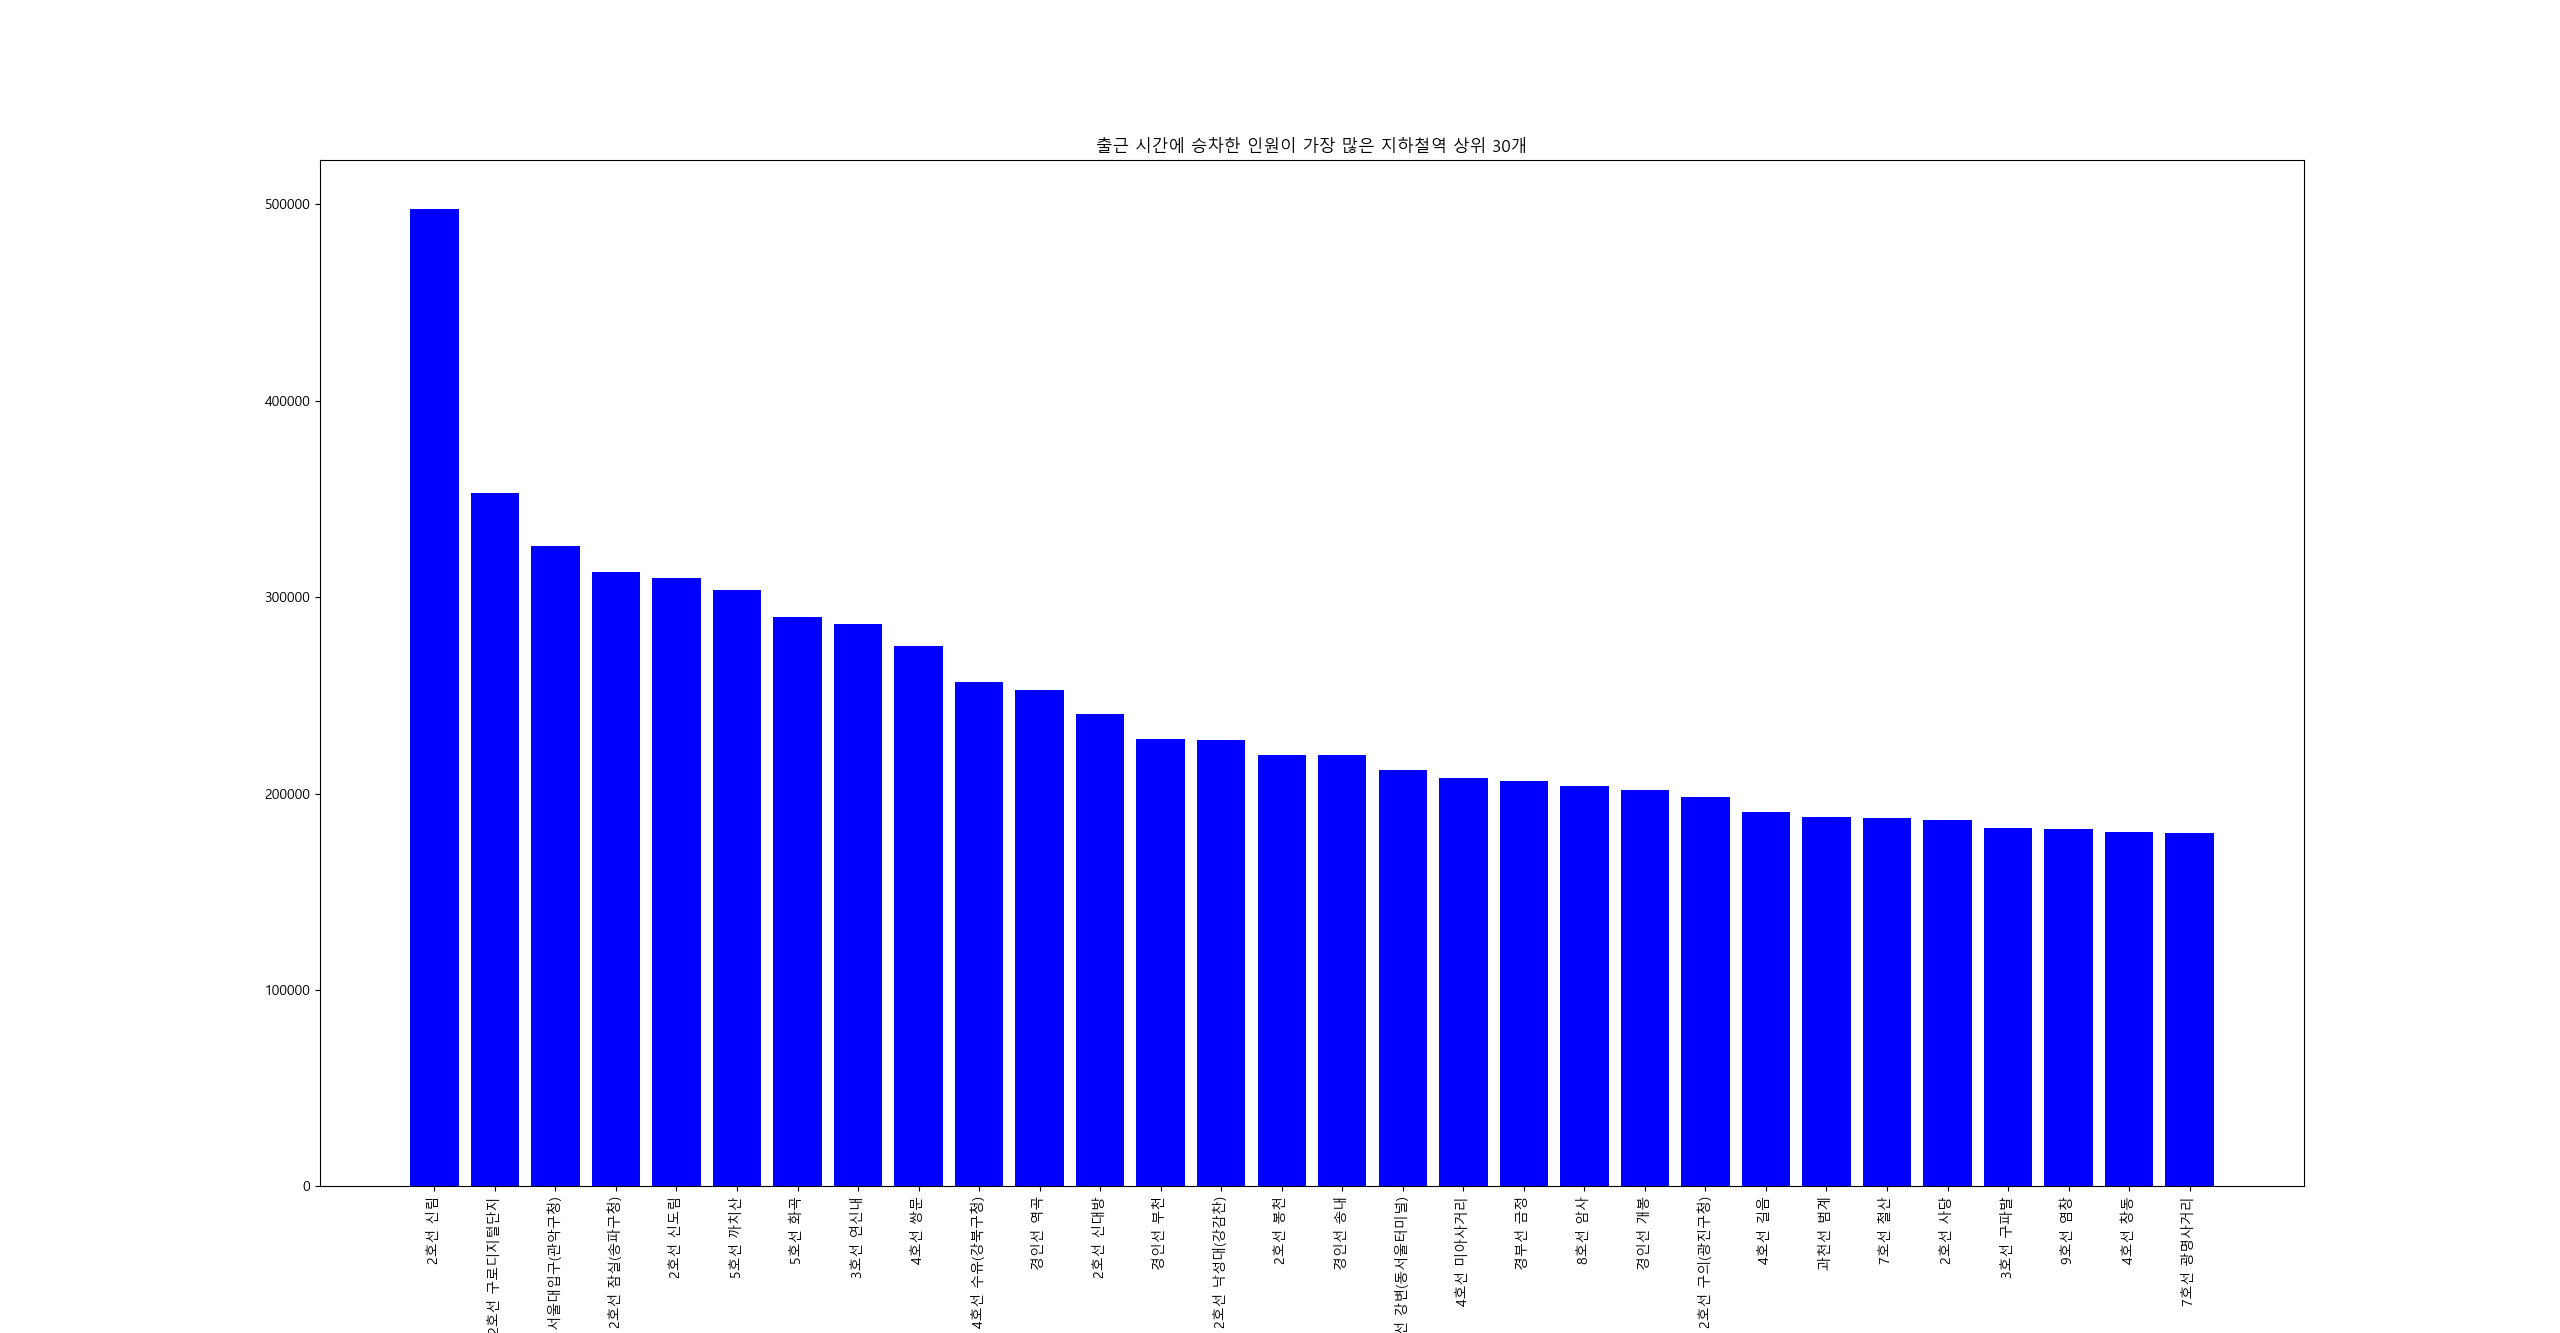 출근 시간에 승차한 인원이 가장 많은 지하철역 상위 30개
500000
400000
300000
200000
100000
0
2호선 신림
2호선 구로디지털단지
서울대입구(관악구청)
2호선 잠실(송파구청)
2호선 신도림
5호선 까치산
5호선 화곡
3호선 연신내
4호선 쌍문
4호선 수유(강북구청)
경인선 역곡
2호선 신대방
경인선 부천
2호선 낙성대(강감찬)
2호선 봉천
경인선 송내
선 강변(동서울터미널)
4호선 미아사거리
경부선 금정
8호선 암사
경인선 개봉
2호선 구의(광진구청)
4호선 길음
과천선 범계
7호선 철산
2호선 사당
3호선 구파발
9호선 염창
4호선 창동
7호선 광명사거리